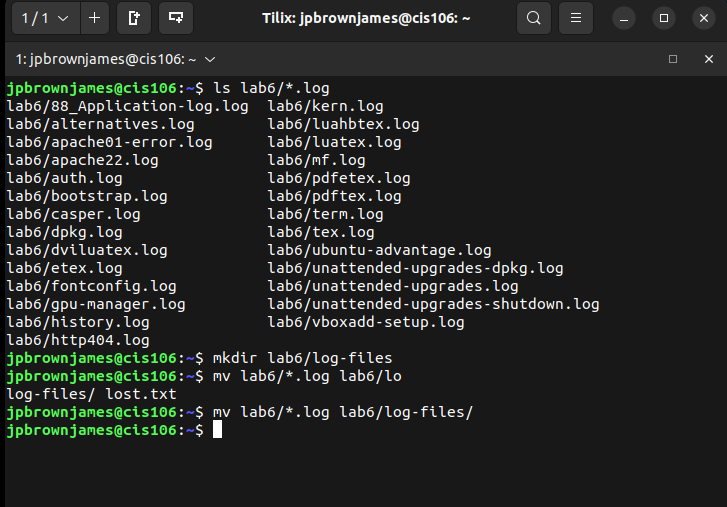 1 / 1 Tilix: jpbrownjames@cis106: ~
1: jpbrownjames@cis106: ~
jpbrownjames@cis106:~$ ls lab6/*.log
lab6/88_Application-log.log  lab6/kern.log
lab6/alternatives.log        lab6/luahbtex.log
lab6/apache01-error.log      lab6/luatex.log
lab6/apache22.log            lab6/mf.log
lab6/auth.log                lab6/pdfetex.log
lab6/bootstrap.log           lab6/pdftex.log
lab6/casper.log              lab6/term.log
lab6/dpkg.log                lab6/tex.log
lab6/dviluatex.log           lab6/ubuntu-advantage.log
lab6/etex.log                lab6/unattended-upgrades-dpkg.log
lab6/fontconfig.log          lab6/unattended-upgrades.log
lab6/gpu-manager.log         lab6/unattended-upgrades-shutdown.log
lab6/history.log             lab6/vboxadd-setup.log
lab6/http404.log
jpbrownjames@cis106:~$ mkdir lab6/log-files
jpbrownjames@cis106:~$ mv lab6/*.log lab6/lo
log-files/ lost.txt
jpbrownjames@cis106:~$ mv lab6/*.log lab6/log-files/
jpbrownjames@cis106:~$